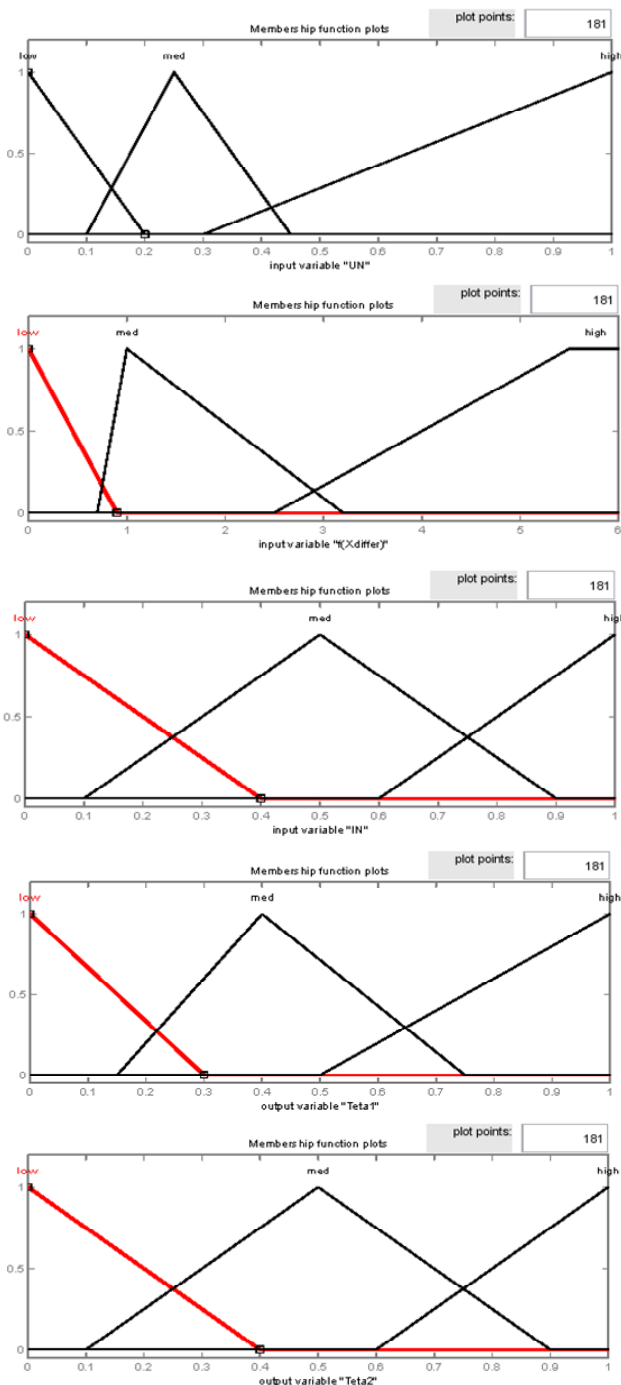 plot points: 181
Membership function plots
low med high
1
0.5
0
0 0.1 0.2 0.3 0.4 0.5 0.6 0.7 0.8 0.9 1
input variable "UN"
plot points: 181
Membership function plots
low med high
1
0.5
0
0 1 2 3 4 5 6
input variable "f(Xdiffer)"
plot points: 181
Membership function plots
low med high
1
0.5
0
0 0.1 0.2 0.3 0.4 0.5 0.6 0.7 0.8 0.9 1
input variable "IN"
plot points: 181
Membership function plots
low med high
1
0.5
0
0 0.1 0.2 0.3 0.4 0.5 0.6 0.7 0.8 0.9 1
output variable "Teta1"
plot points: 181
Membership function plots
low med high
1
0.5
0
0 0.1 0.2 0.3 0.4 0.5 0.6 0.7 0.8 0.9 1
output variable "Teta2"